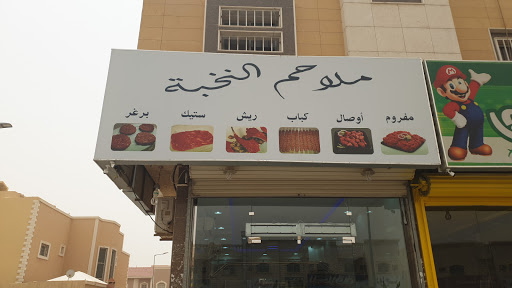 ملاحم النخبة
مفروم أوصال كباب ريش ستيك برغر
M